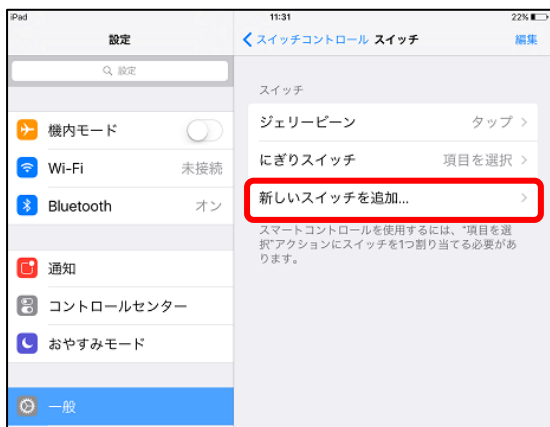 iPad
11:31
22%
設定
スイッチコントロール スイッチ
編集
設定
スイッチ
機内モード
ジェリービーン
タップ
Wi-Fi
未接続
にぎりスイッチ
項目を選択
Bluetooth
オン
新しいスイッチを追加...
スマートコントロールを使用するには、“項目を選
択”アクションにスイッチを1つ割り当てる必要があ
ります。
通知
コントロールセンター
おやすみモード
一般